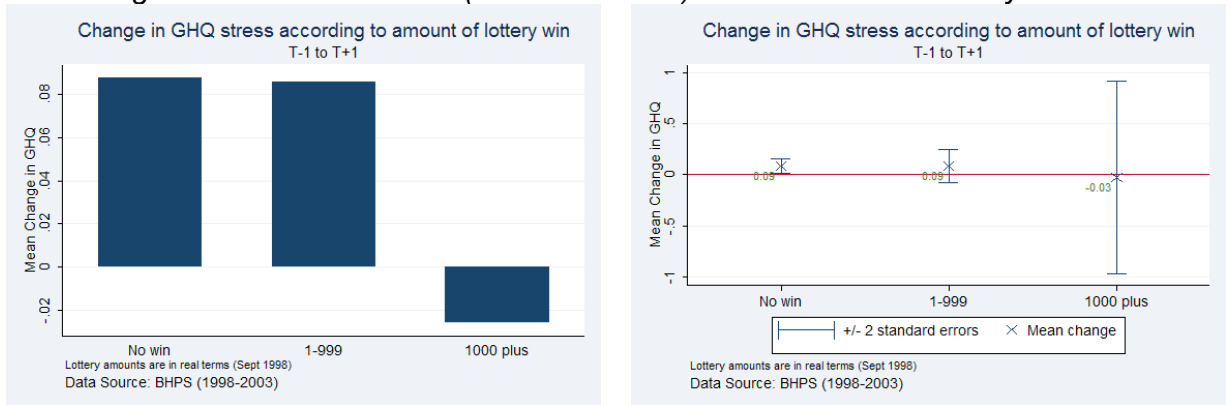 Change in GHQ stress according to amount of lottery win
T-1 to T+1
Mean Change in GHQ
.08
.06
.04
.02
0
-.02
No win 1-999 1000 plus
Lottery amounts are in real terms (Sept 1998)
Data Source: BHPS (1998-2003)
Change in GHQ stress according to amount of lottery win
T-1 to T+1
Mean Change in GHQ
1
.5
0
-.5
-1
0.09
0.09
-0.03
No win 1-999 1000 plus
+/- 2 standard errors Mean change
Lottery amounts are in real terms (Sept 1998)
Data Source: BHPS (1998-2003)